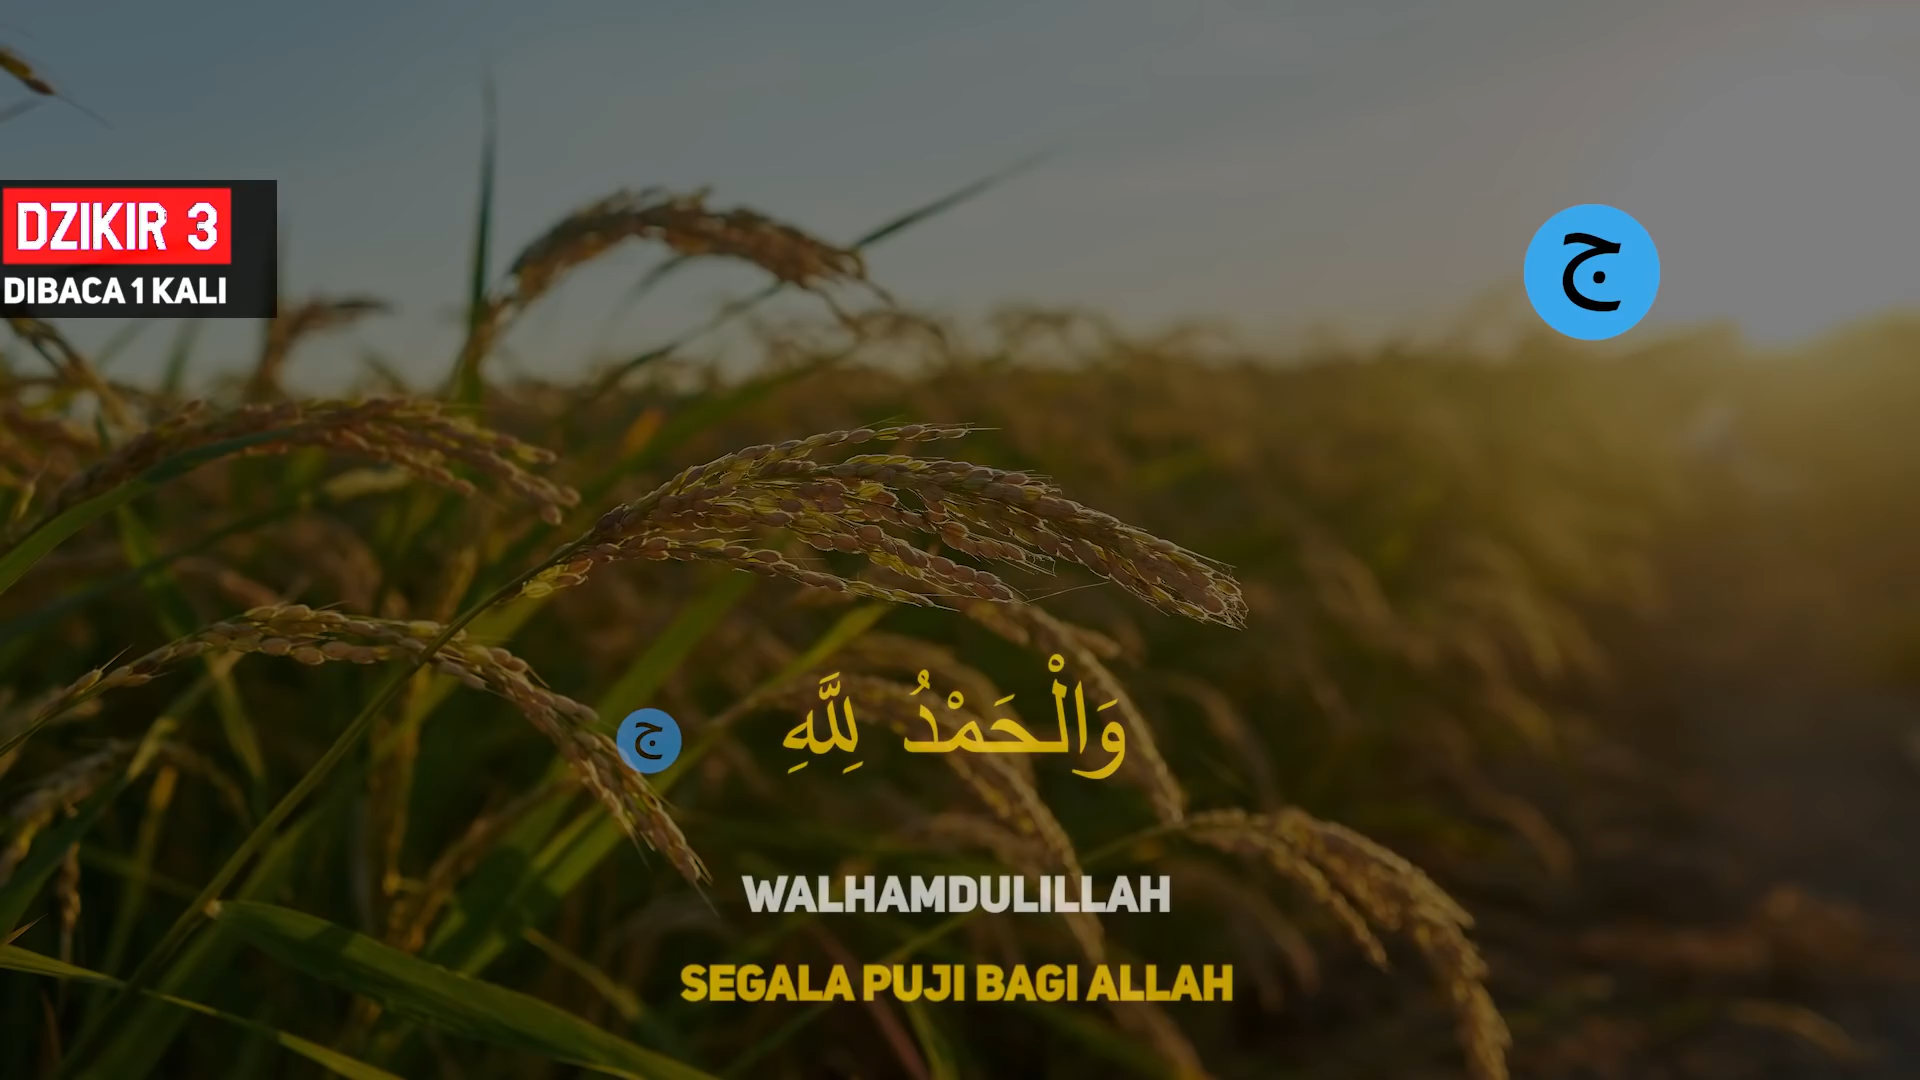 DZIKIR 3
DIBACA 1 KALI
ج
وَالْحَمْدُ لِلَّهِ ج
WALHAMDULILLAH
SEGALA PUJI BAGI ALLAH